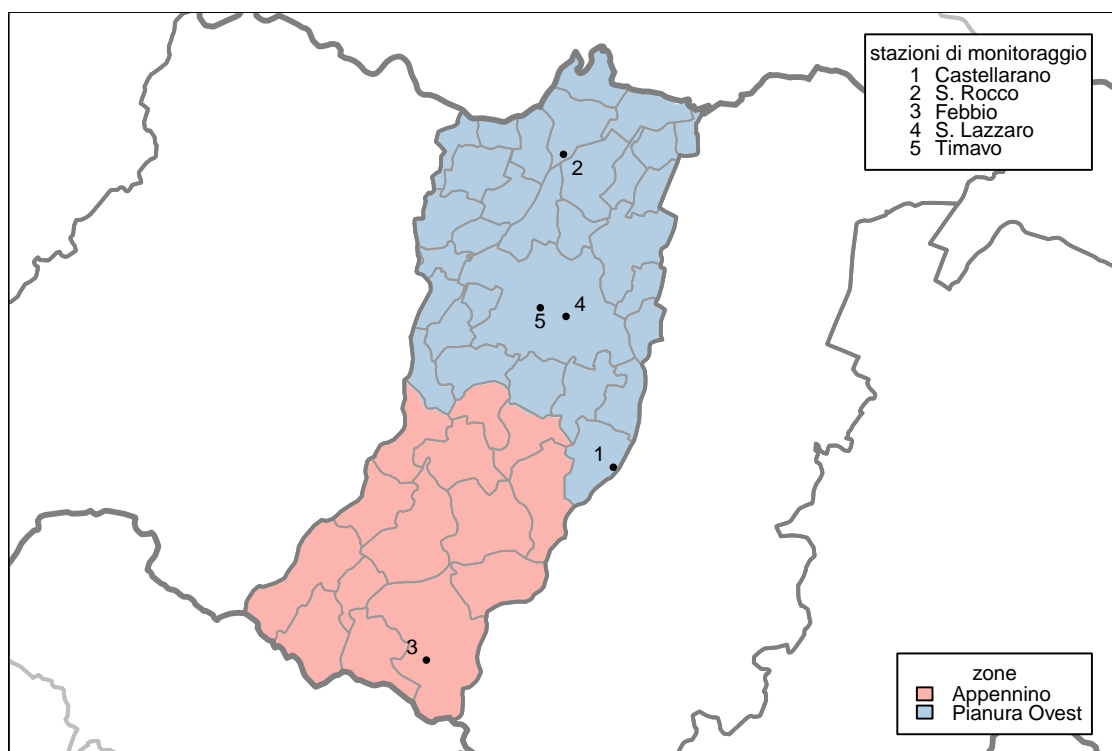 stazioni di monitoraggio
1 Castellarano
2 S. Rocco
3 Febbio
4 S. Lazzaro
5 Timavo
2
4
5
1
3
zone
Appennino
Pianura Ovest